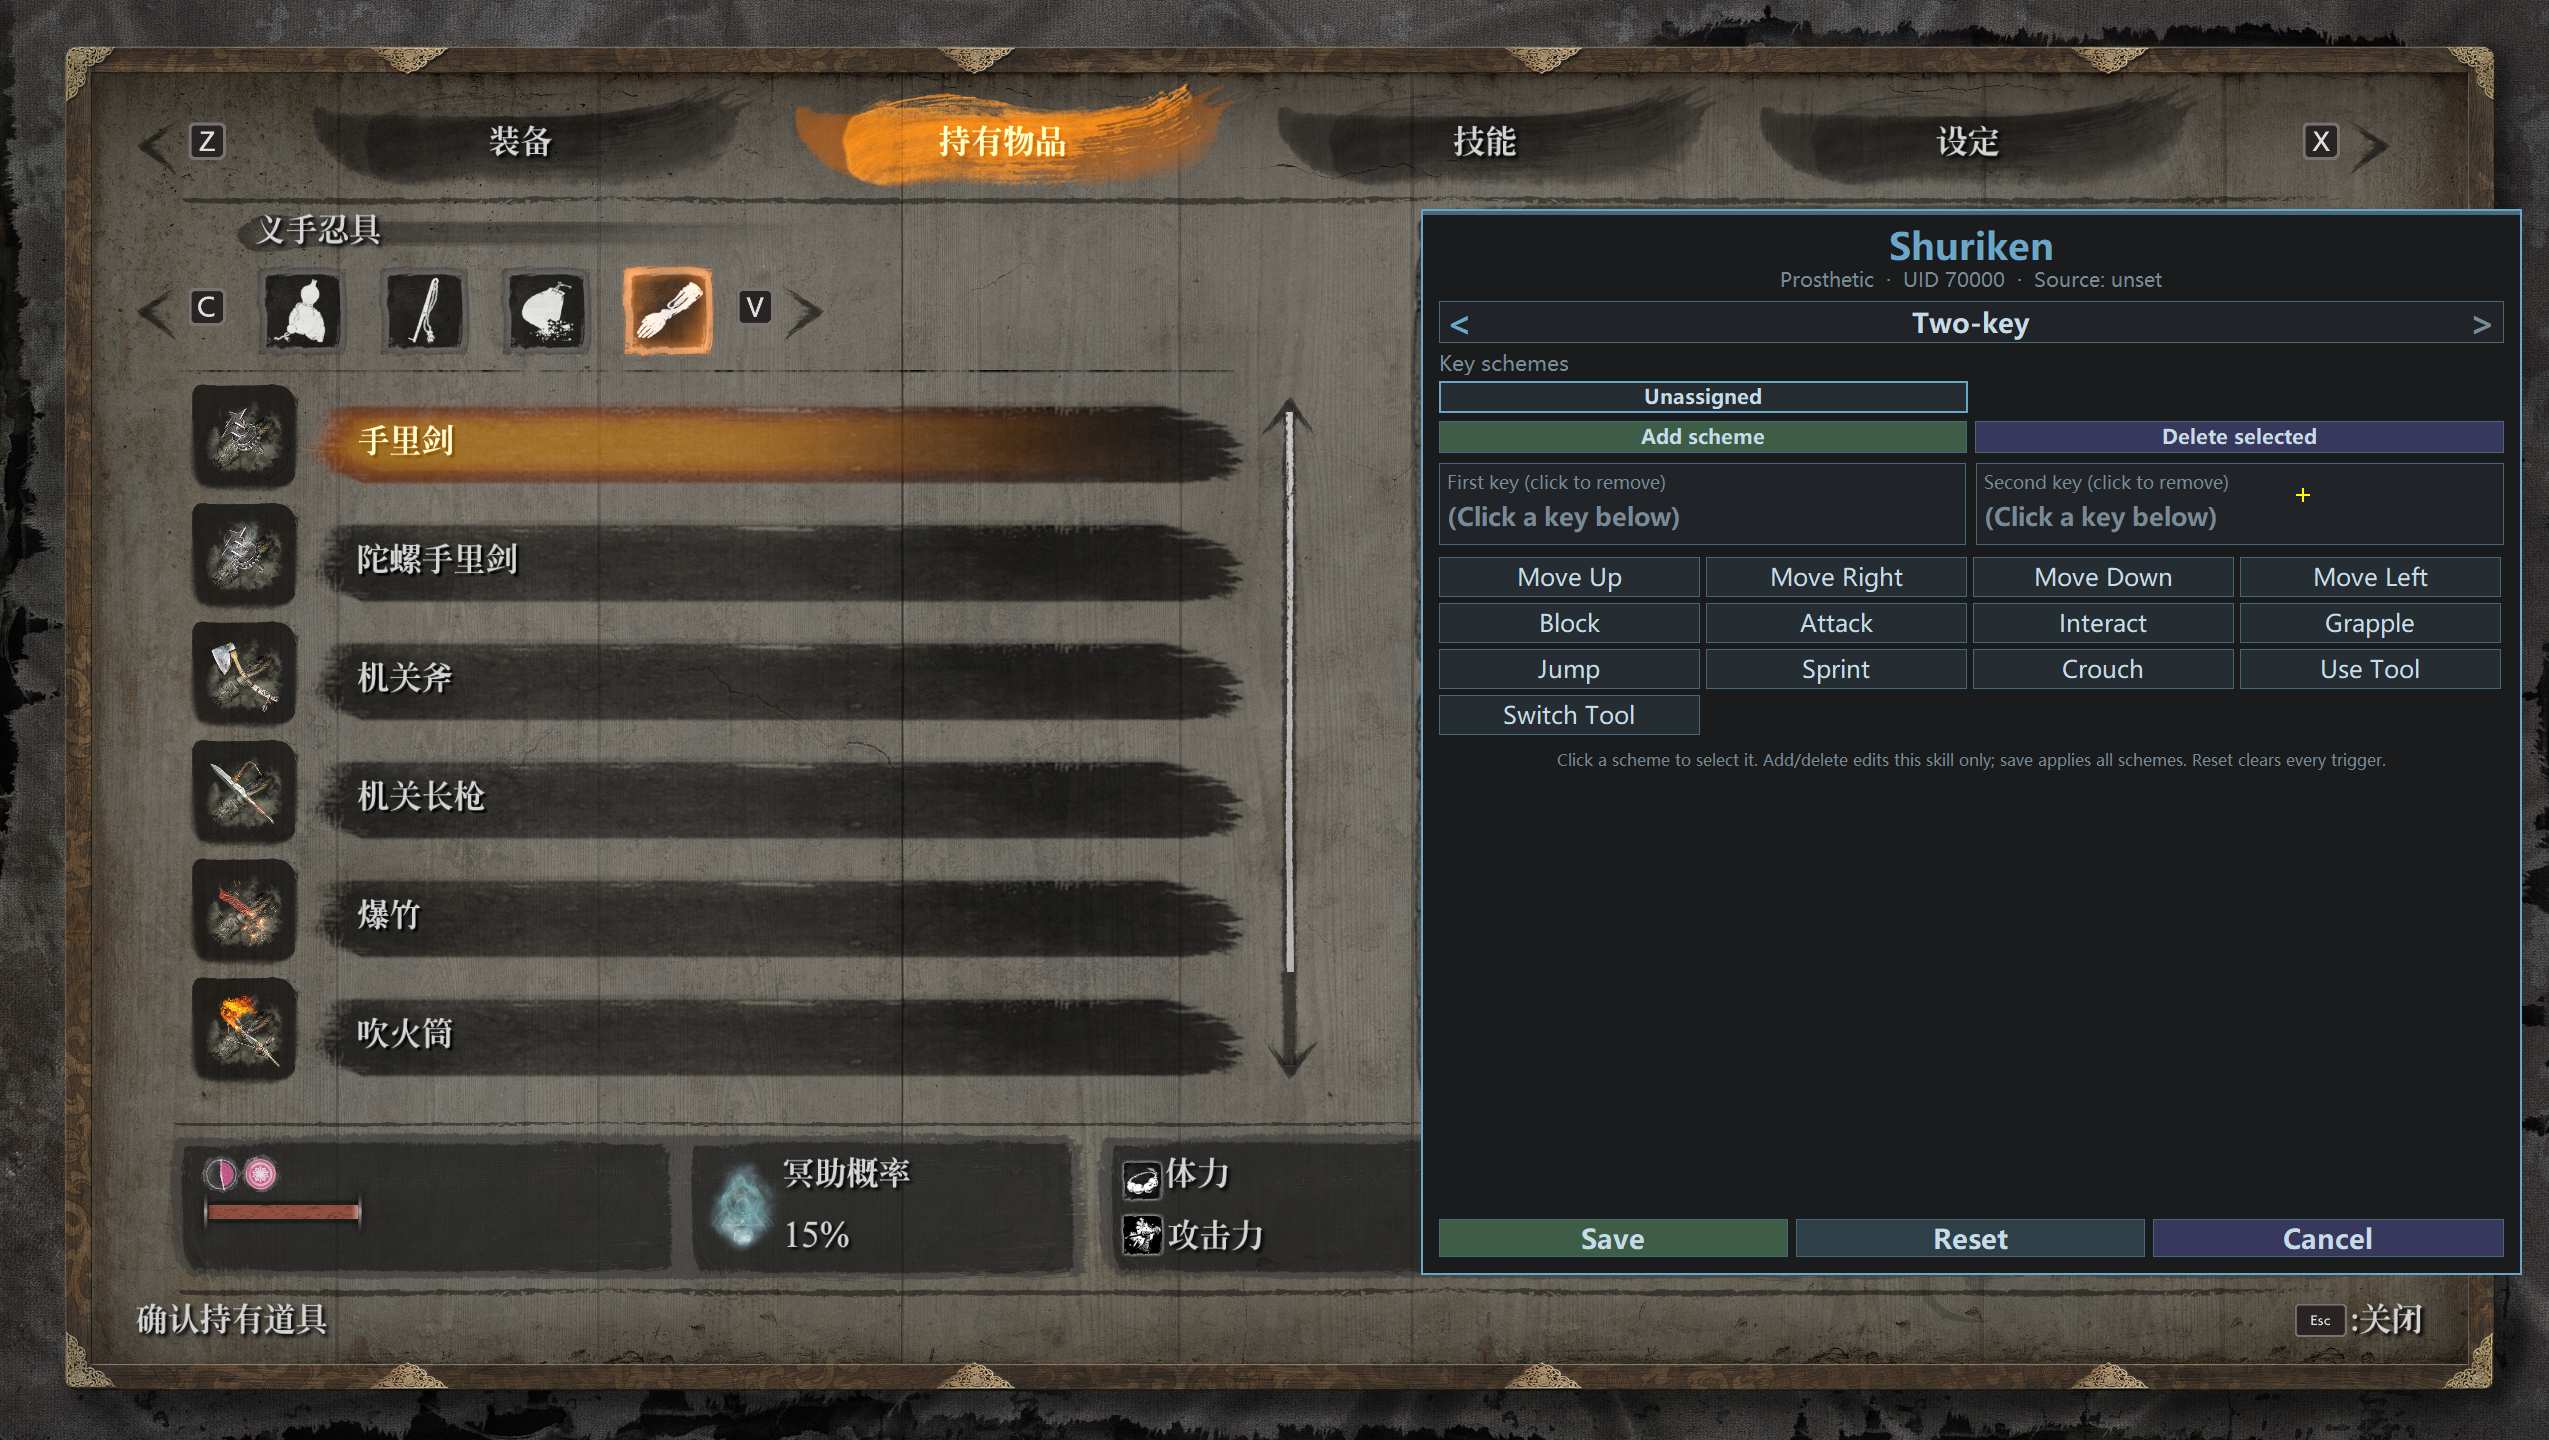 Z
装备
持有物品
技能
设定
X
义手忍具
C
V
手里剑
陀螺手里剑
机关斧
机关长枪
爆竹
吹火筒
冥助概率
15%
体力
攻击力
确认持有道具
Esc :关闭
Shuriken
Prosthetic · UID 70000 · Source: unset
< Two-key >
Key schemes
Unassigned
Add scheme Delete selected
First key (click to remove)
(Click a key below)
Second key (click to remove)
(Click a key below)
Move Up Move Right Move Down Move Left
Block Attack Interact Grapple
Jump Sprint Crouch Use Tool
Switch Tool
Click a scheme to select it. Add/delete edits this skill only; save applies all schemes. Reset clears every trigger.
Save Reset Cancel